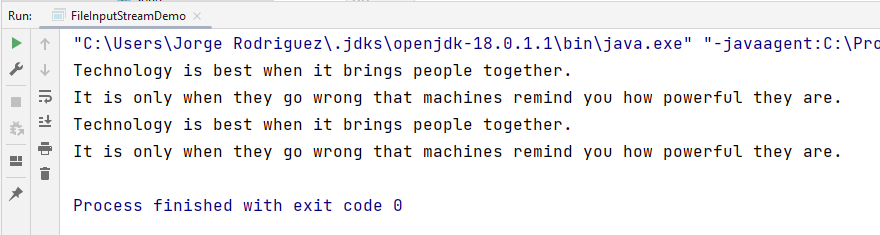 Run: FileInputStreamDemo
"C:\Users\Jorge Rodriguez\.jdks\openjdk-18.0.1.1\bin\java.exe" "-javaagent:C:\Pro
Technology is best when it brings people together.
It is only when they go wrong that machines remind you how powerful they are.
Technology is best when it brings people together.
It is only when they go wrong that machines remind you how powerful they are.
Process finished with exit code 0